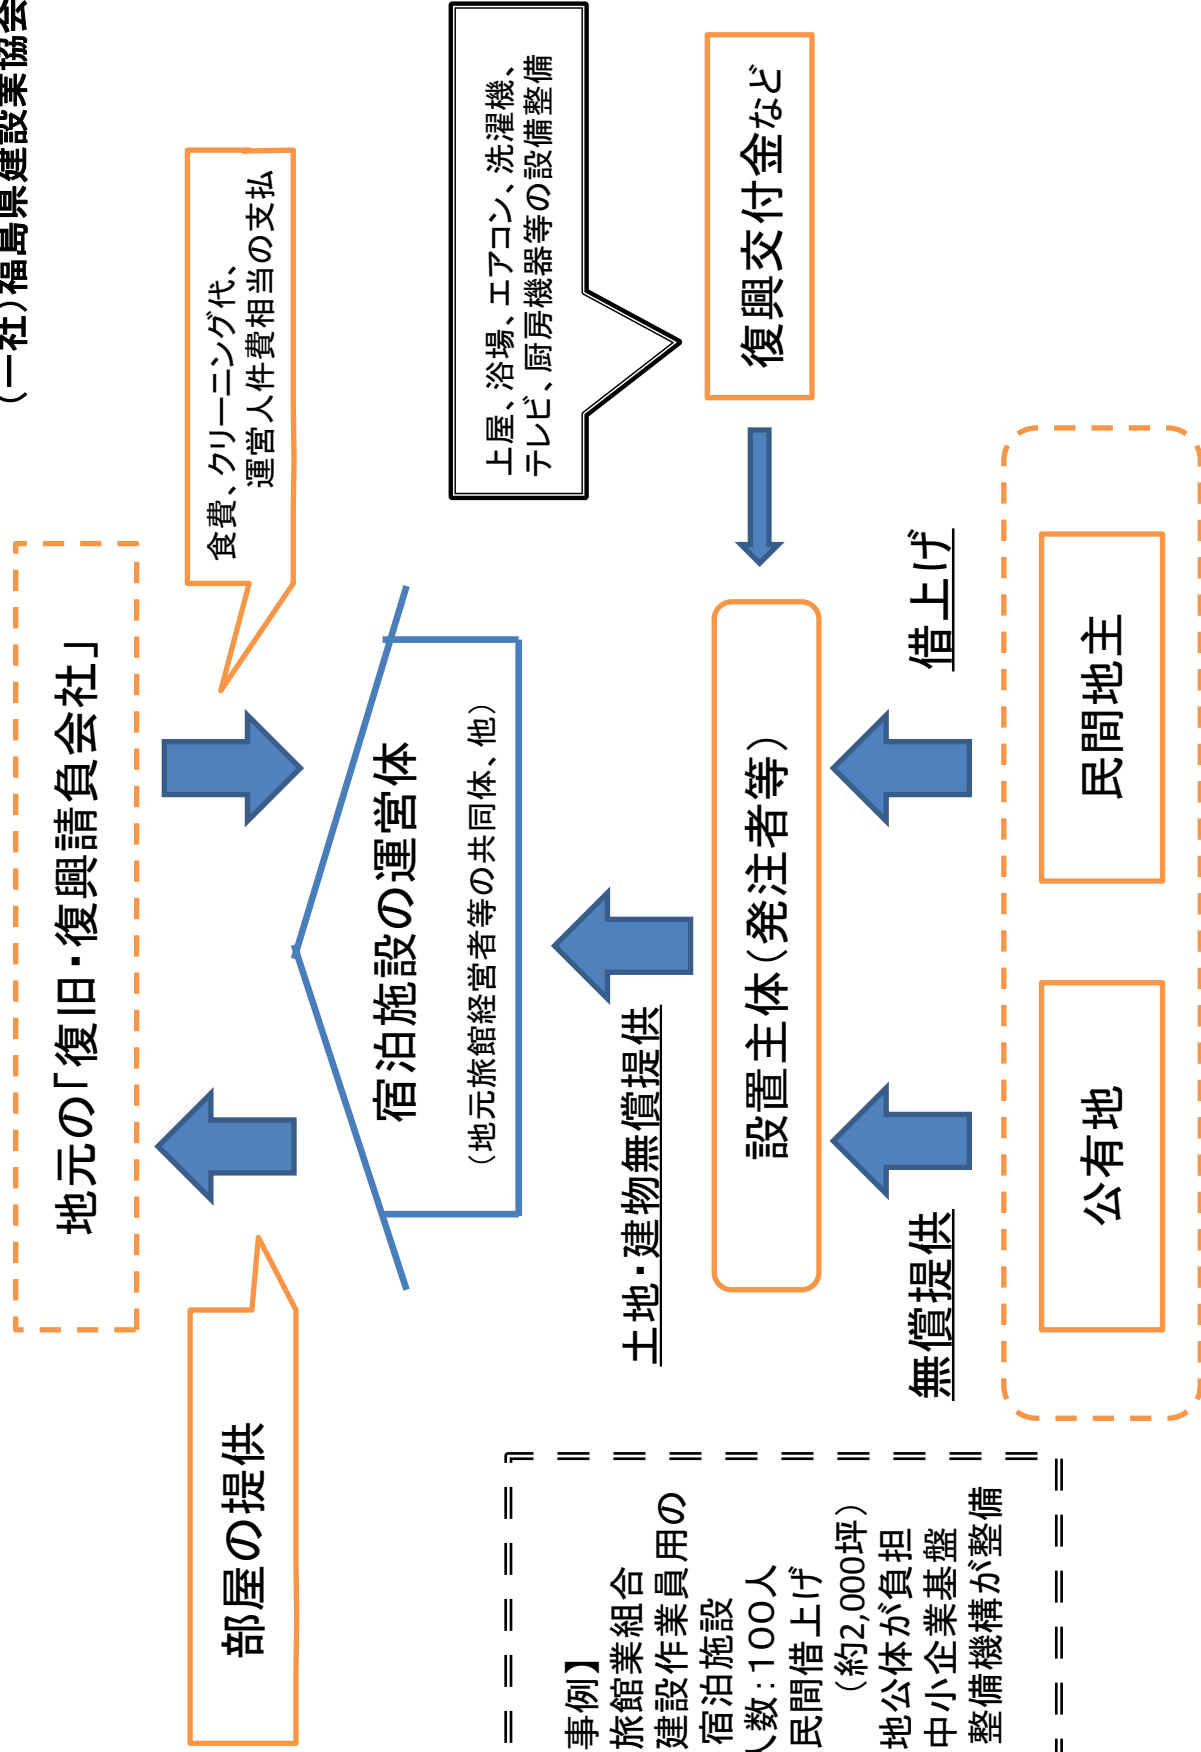 (一社)福島県建設業協会
地元の「復旧・復興請負会社」
食費、クリーニング代、
運営人件費相当の支払
部屋の提供
宿泊施設の運営体
(地元旅館経営者等の共同体、他)
上屋、浴場、エアコン、洗濯機、
テレビ、厨房機器等の設備整備
土地・建物無償提供
復興交付金など
設置主体(発注者等)
無償提供
借上げ
公有地
民間地主
事例】
旅館業組合
建設作業員用の
宿泊施設
数:100人
民間借上げ
(約2,000坪)
地公体が負担
中小企業基盤
整備機構が整備